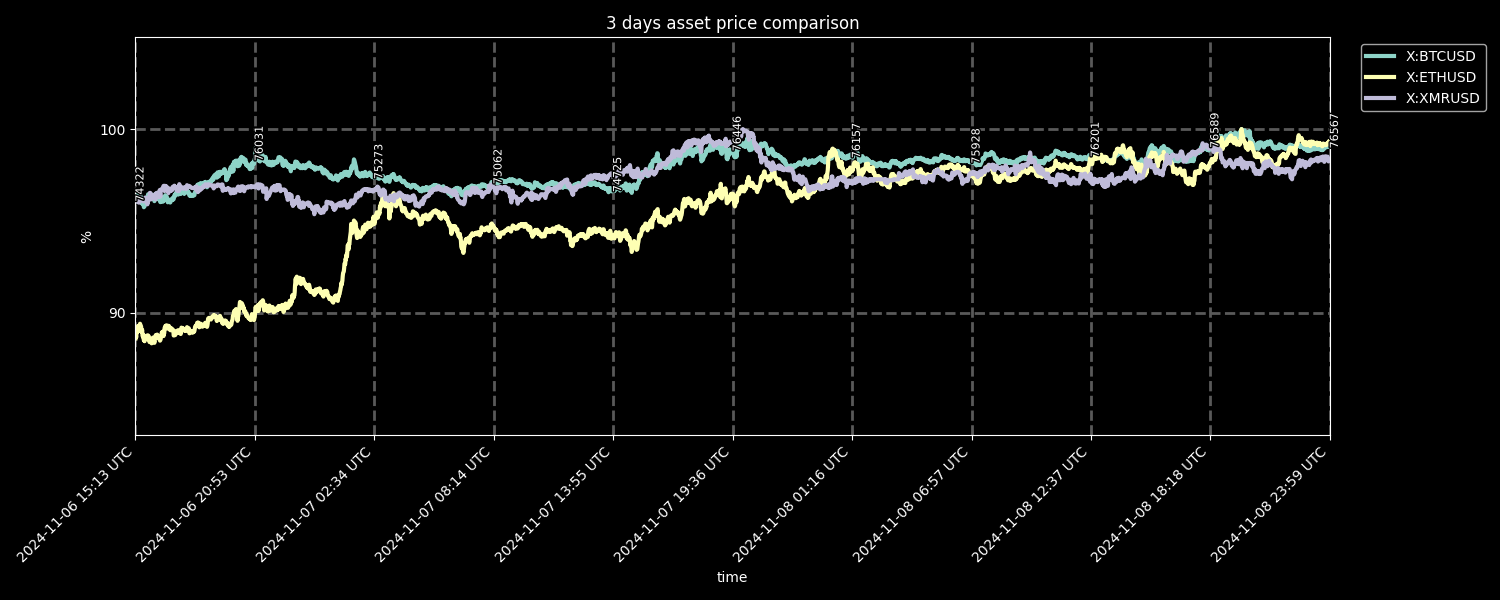 3 days asset price comparison
X:BTCUSD
X:ETHUSD
X:XMRUSD
100
90
%
74322
76031
75273
75062
74725
76446
76157
75928
76201
76589
76567
2024-11-06 15:13 UTC
2024-11-06 20:53 UTC
2024-11-07 02:34 UTC
2024-11-07 08:14 UTC
2024-11-07 13:55 UTC
2024-11-07 19:36 UTC
2024-11-08 01:16 UTC
2024-11-08 06:57 UTC
2024-11-08 12:37 UTC
2024-11-08 18:18 UTC
2024-11-08 23:59 UTC
time